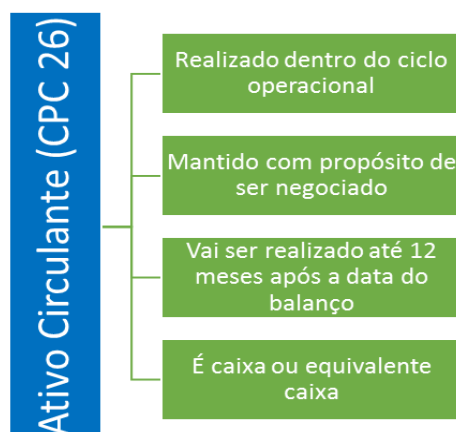 Ativo Circulante (CPC 26)
Realizado dentro do ciclo
operacional
Mantido com propósito de
ser negociado
Vai ser realizado até 12
meses após a data do
balanço
É caixa ou equivalente
caixa